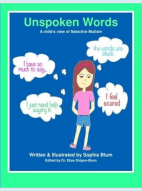 Unspoken Words
A child's view of Selective Mutism
I have so
much to say...
the words are
stuck
I just need help
saying it
I feel
scared
Written & Illustrated by Sophia Blum
Edited by Dr. Elisa Shipon-Blum